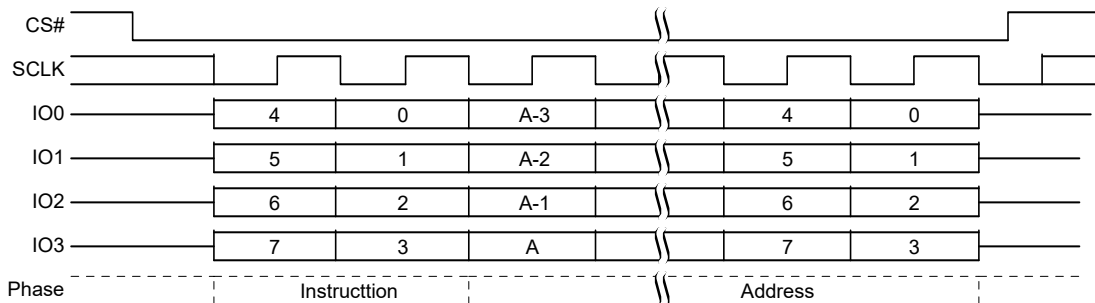 CS#
SCLK
IO0 4 0 A-3 4 0
IO1 5 1 A-2 5 1
IO2 6 2 A-1 6 2
IO3 7 3 A 7 3
Phase Instructtion Address